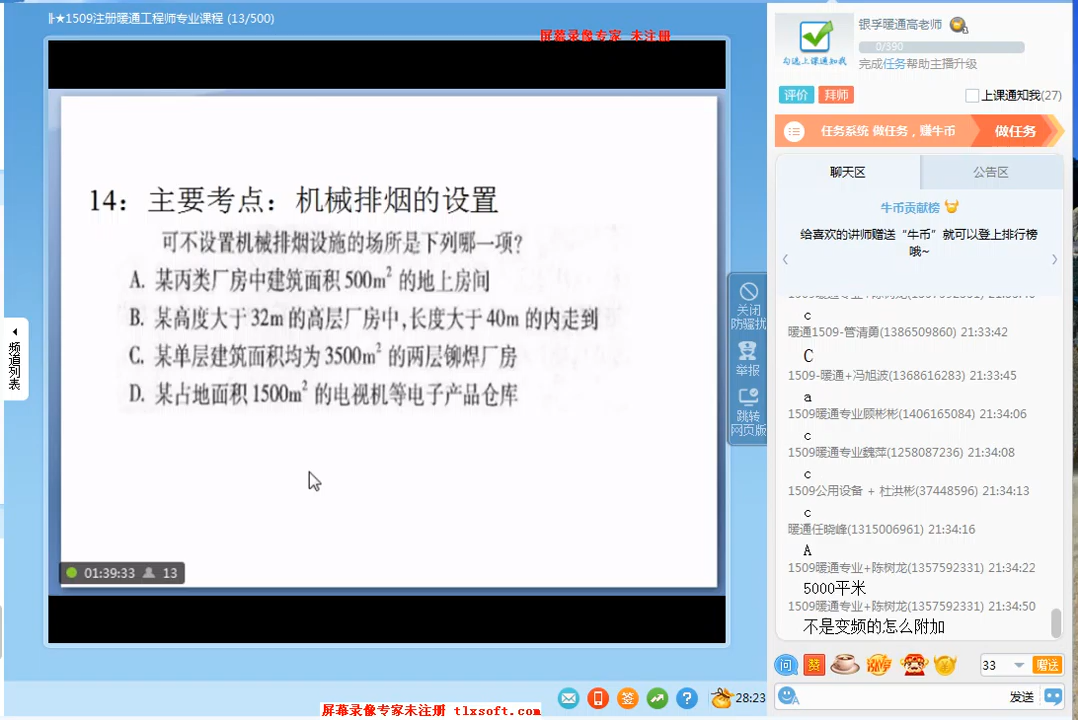 ╠★1509注册暖通工程师专业课程 (13/500)
屏幕录像专家 未注册
14：主要考点：机械排烟的设置
可不设置机械排烟设施的场所是下列哪一项?
A. 某丙类厂房中建筑面积500m² 的地上房间
B. 某高度大于32m的高层厂房中,长度大于40m的内走到
C. 某单层建筑面积均为3500m² 的两层铆焊厂房
D. 某占地面积1500m² 的电视机等电子产品仓库
01:39:33 13
频道列表
关闭
防骚扰
举报
跳转
网页版
28:23
屏幕录像专家未注册 tlxsoft.com
勾选上课通知我
银孚暖通高老师
0/390
完成任务帮助主播升级
评价 拜师
上课通知我(27)
任务系统 做任务，赚牛币 做任务
聊天区 公告区
牛币贡献榜
给喜欢的讲师赠送“牛币”就可以登上排行榜
哦~
c
暖通1509-管清勇(1386509860) 21:33:42
C
1509-暖通+冯旭波(1368616283) 21:33:45
a
1509暖通专业顾彬彬(1406165084) 21:34:06
c
1509暖通专业魏萍(1258087236) 21:34:08
c
1509公用设备 + 杜洪彬(37448596) 21:34:13
c
暖通任晓峰(1315006961) 21:34:16
A
1509暖通专业+陈树龙(1357592331) 21:34:22
5000平米
1509暖通专业+陈树龙(1357592331) 21:34:50
不是变频的怎么附加
问 赞 33 赠送
签
发送